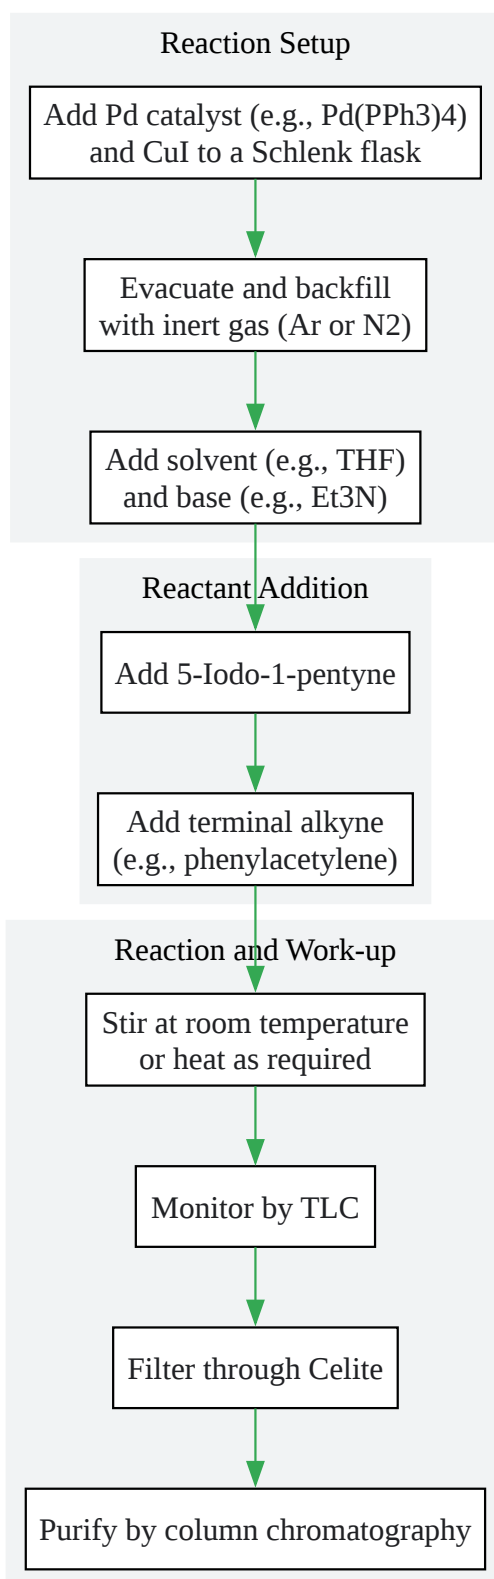 Reaction Setup
Add Pd catalyst (e.g., Pd(PPh3)4)
and CuI to a Schlenk flask
Evacuate and backfill
with inert gas (Ar or N2)
Add solvent (e.g., THF)
and base (e.g., Et3N)
Reactant Addition
Add 5-Iodo-1-pentyne
Add terminal alkyne
(e.g., phenylacetylene)
Reaction and Work-up
Stir at room temperature
or heat as required
Monitor by TLC
Filter through Celite
Purify by column chromatography